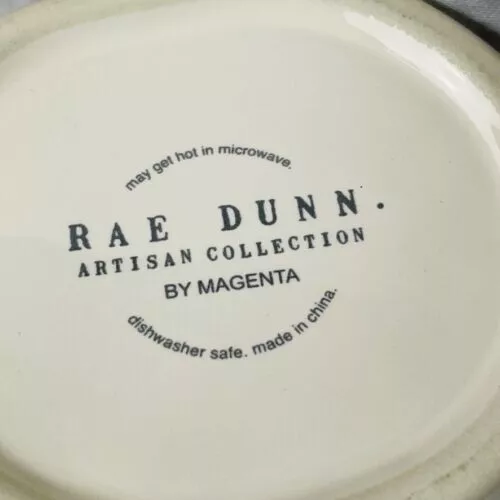 may get hot in microwave.
RAE DUNN.
ARTISAN COLLECTION
BY MAGENTA
dishwasher safe. made in china.